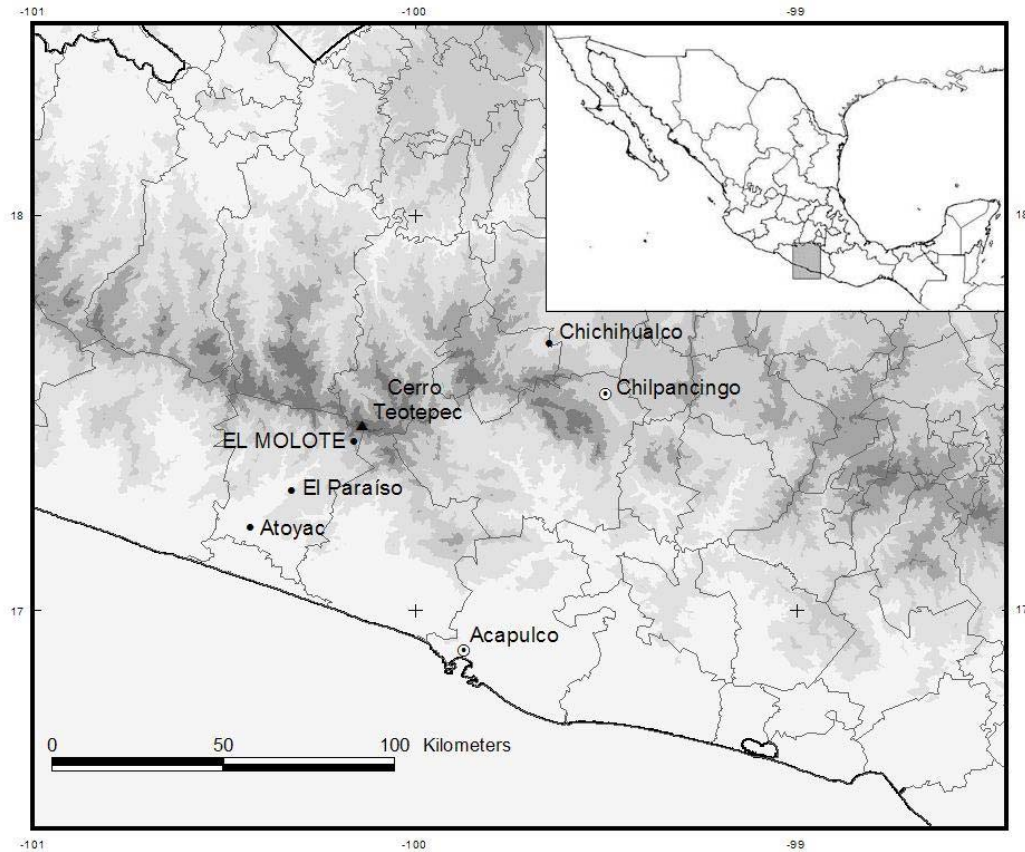 -101
-100
-99
18
18
Chichihualco
Chilpancingo
Cerro
Teotepec
EL MOLOTE
El Paraíso
Atoyac
17
17
Acapulco
0 50 100 Kilometers
-101
-100
-99